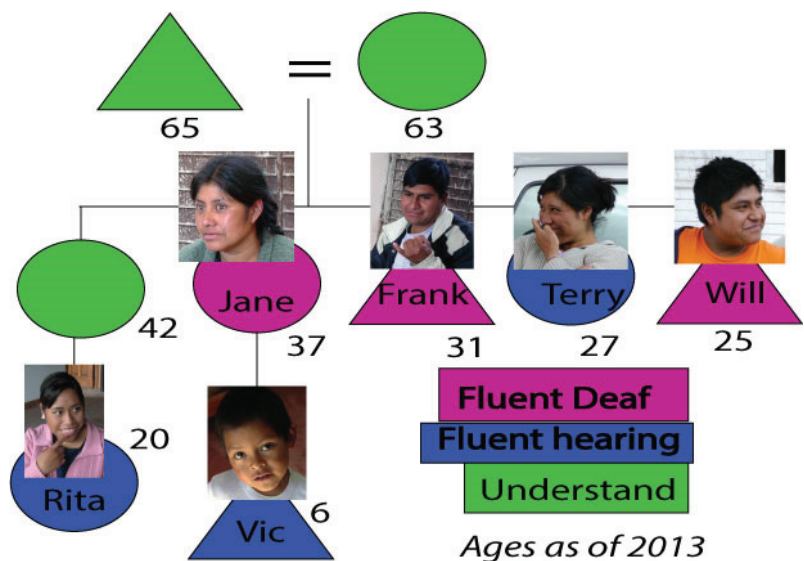 =
65
63
Jane
Frank
Terry
Will
42
37
31
27
25
Fluent Deaf
Fluent hearing
Understand
20
Rita
Vic
6
Ages as of 2013